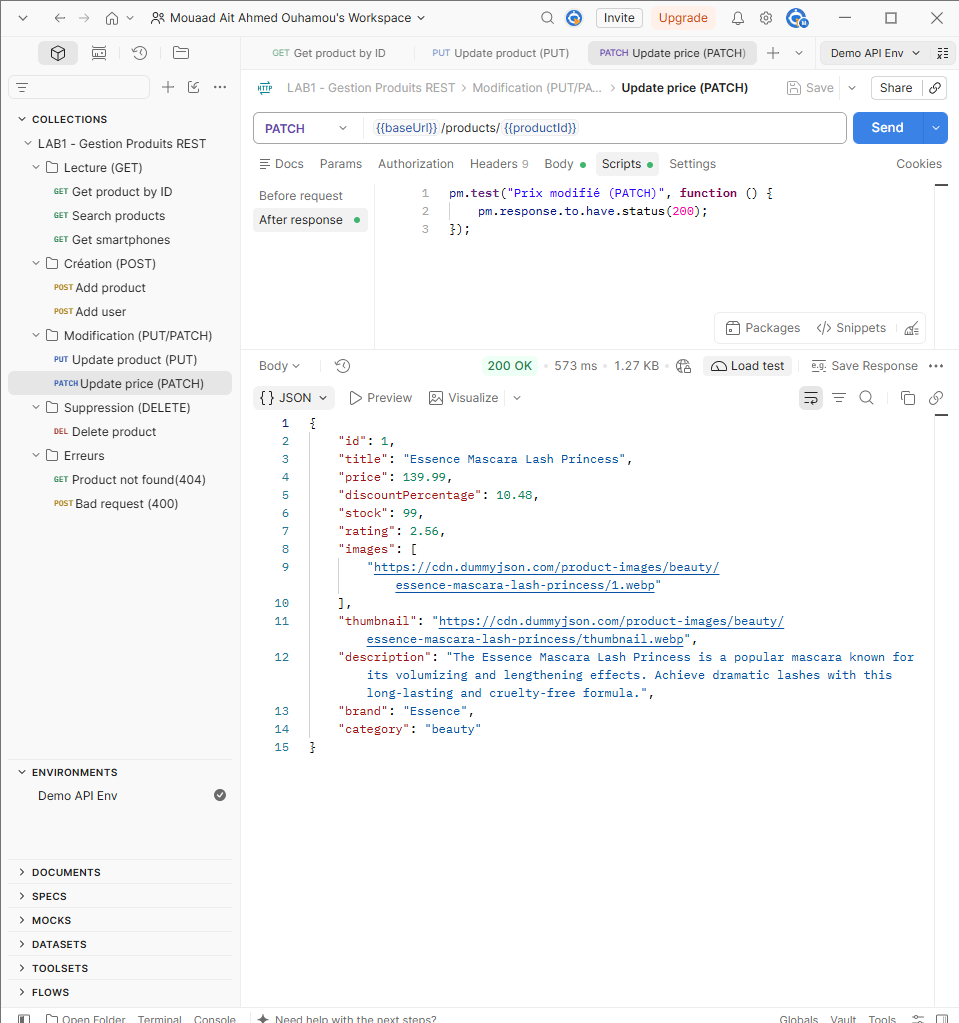 Mouaad Ait Ahmed Ouhamou's Workspace
Invite
Upgrade
GET Get product by ID
PUT Update product (PUT)
PATCH Update price (PATCH)
Demo API Env
HTTP LAB1 - Gestion Produits REST > Modification (PUT/PA... > Update price (PATCH)
Save
Share
PATCH
{{baseUrl}} /products/ {{productId}}
Send
Docs Params Authorization Headers 9 Body Scripts Settings Cookies
Before request
After response
1 pm.test("Prix modifié (PATCH)", function () {
2 pm.response.to.have.status(200);
3 });
Packages Snippets
COLLECTIONS
LAB1 - Gestion Produits REST
Lecture (GET)
GET Get product by ID
GET Search products
GET Get smartphones
Création (POST)
POST Add product
POST Add user
Modification (PUT/PATCH)
PUT Update product (PUT)
PATCH Update price (PATCH)
Suppression (DELETE)
DEL Delete product
Erreurs
GET Product not found(404)
POST Bad request (400)
Body
200 OK • 573 ms • 1.27 KB
Load test
e.g. Save Response
{} JSON
Preview
Visualize
1 {
2 "id": 1,
3 "title": "Essence Mascara Lash Princess",
4 "price": 139.99,
5 "discountPercentage": 10.48,
6 "stock": 99,
7 "rating": 2.56,
8 "images": [
9 "https://cdn.dummyjson.com/product-images/beauty/
essence-mascara-lash-princess/1.webp"
10 ],
11 "thumbnail": "https://cdn.dummyjson.com/product-images/beauty/
essence-mascara-lash-princess/thumbnail.webp",
12 "description": "The Essence Mascara Lash Princess is a popular mascara known for
its volumizing and lengthening effects. Achieve dramatic lashes with this
long-lasting and cruelty-free formula.",
13 "brand": "Essence",
14 "category": "beauty"
15 }
ENVIRONMENTS
Demo API Env
DOCUMENTS
SPECS
MOCKS
DATASETS
TOOLSETS
FLOWS
Open Folder Terminal Console Need help with the next steps? Globals Vault Tools